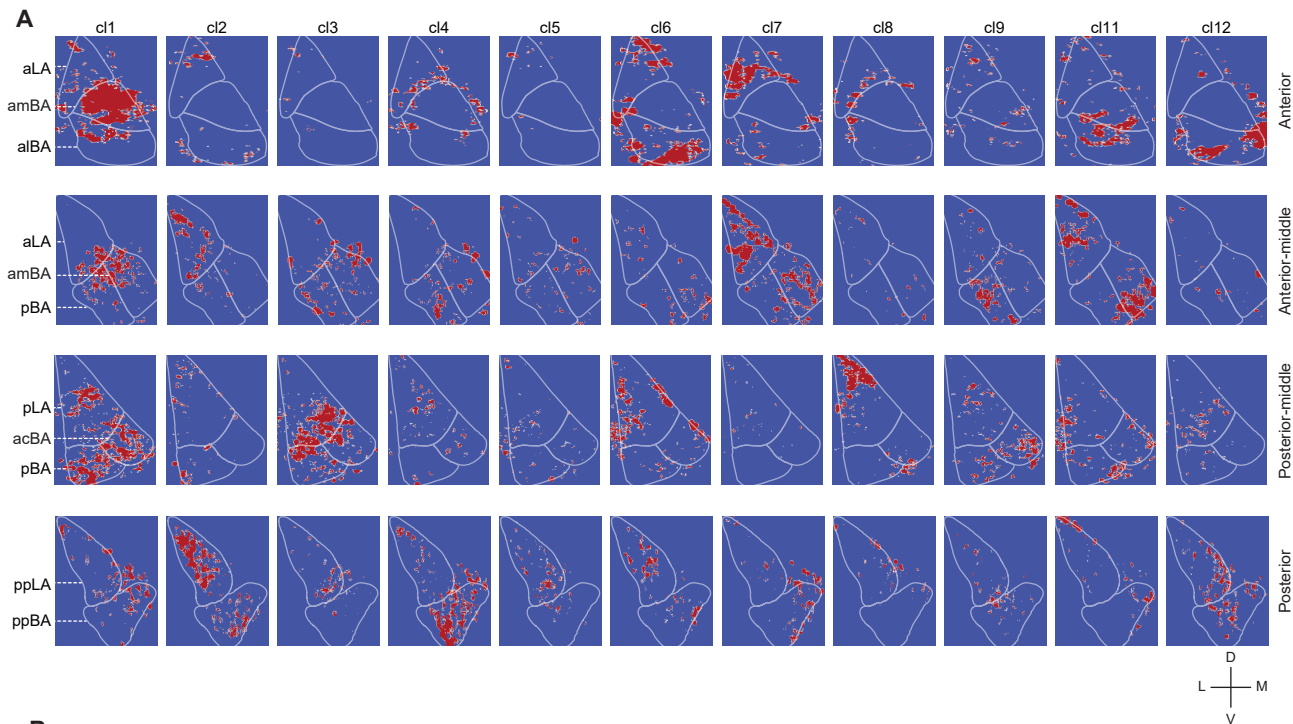 A
cl1 cl2 cl3 cl4 cl5 cl6 cl7 cl8 cl9 cl11 cl12
aLA
amBA
alBA
Anterior
aLA
amBA
pBA
Anterior-middle
pLA
acBA
pBA
Posterior-middle
ppLA
ppBA
Posterior
D
L M
V